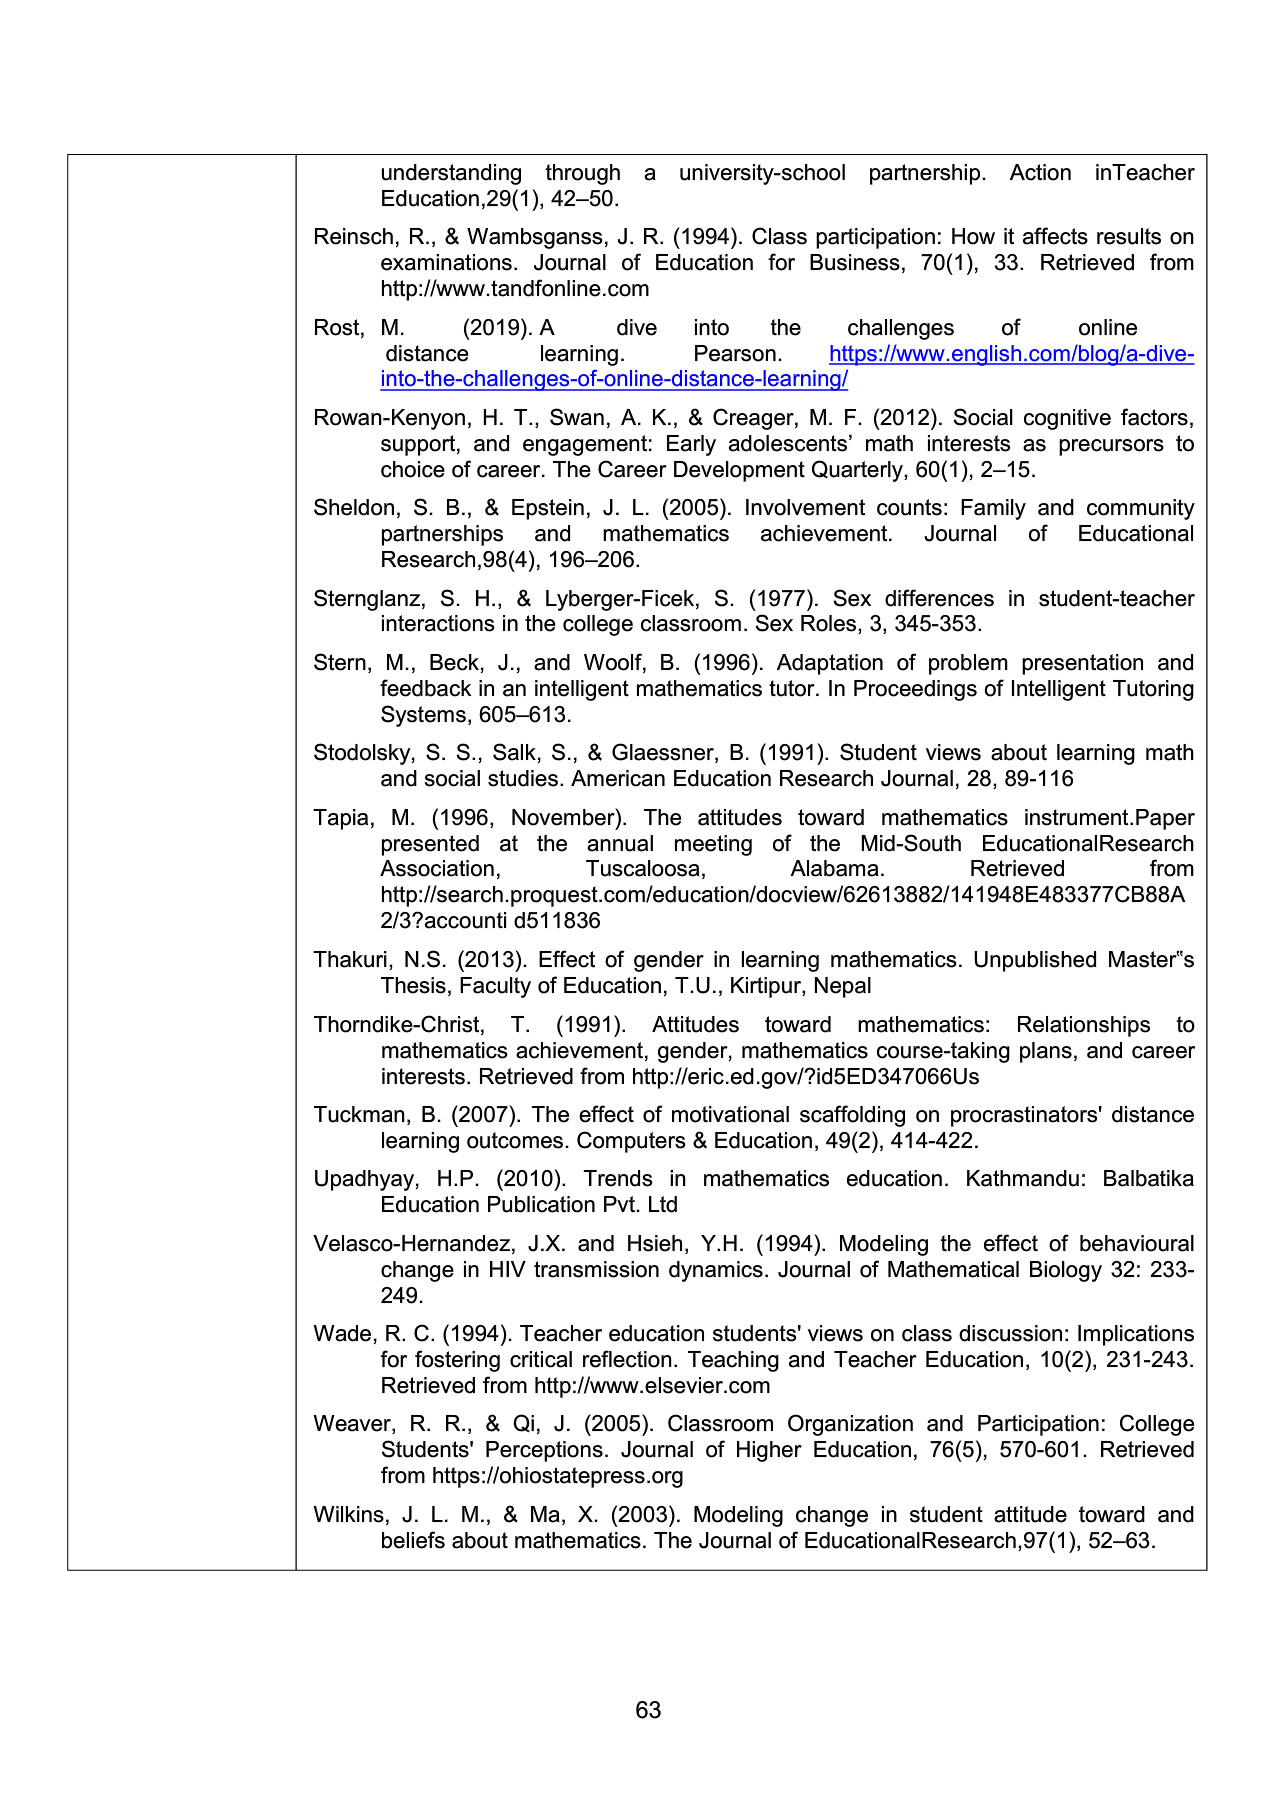 understanding through a university-school partnership. Action inTeacher
Education,29(1), 42–50.
Reinsch, R., & Wambsganss, J. R. (1994). Class participation: How it affects results on
examinations. Journal of Education for Business, 70(1), 33. Retrieved from
http://www.tandfonline.com
Rost, M. (2019). A dive into the challenges of online
distance learning. Pearson. https://www.english.com/blog/a-dive-
into-the-challenges-of-online-distance-learning/
Rowan-Kenyon, H. T., Swan, A. K., & Creager, M. F. (2012). Social cognitive factors,
support, and engagement: Early adolescents’ math interests as precursors to
choice of career. The Career Development Quarterly, 60(1), 2–15.
Sheldon, S. B., & Epstein, J. L. (2005). Involvement counts: Family and community
partnerships and mathematics achievement. Journal of Educational
Research,98(4), 196–206.
Sternglanz, S. H., & Lyberger-Ficek, S. (1977). Sex differences in student-teacher
interactions in the college classroom. Sex Roles, 3, 345-353.
Stern, M., Beck, J., and Woolf, B. (1996). Adaptation of problem presentation and
feedback in an intelligent mathematics tutor. In Proceedings of Intelligent Tutoring
Systems, 605–613.
Stodolsky, S. S., Salk, S., & Glaessner, B. (1991). Student views about learning math
and social studies. American Education Research Journal, 28, 89-116
Tapia, M. (1996, November). The attitudes toward mathematics instrument.Paper
presented at the annual meeting of the Mid-South EducationalResearch
Association, Tuscaloosa, Alabama. Retrieved from
http://search.proquest.com/education/docview/62613882/141948E483377CB88A
2/3?accounti d511836
Thakuri, N.S. (2013). Effect of gender in learning mathematics. Unpublished Master‟s
Thesis, Faculty of Education, T.U., Kirtipur, Nepal
Thorndike-Christ, T. (1991). Attitudes toward mathematics: Relationships to
mathematics achievement, gender, mathematics course-taking plans, and career
interests. Retrieved from http://eric.ed.gov/?id5ED347066Us
Tuckman, B. (2007). The effect of motivational scaffolding on procrastinators' distance
learning outcomes. Computers & Education, 49(2), 414-422.
Upadhyay, H.P. (2010). Trends in mathematics education. Kathmandu: Balbatika
Education Publication Pvt. Ltd
Velasco-Hernandez, J.X. and Hsieh, Y.H. (1994). Modeling the effect of behavioural
change in HIV transmission dynamics. Journal of Mathematical Biology 32: 233-
249.
Wade, R. C. (1994). Teacher education students' views on class discussion: Implications
for fostering critical reflection. Teaching and Teacher Education, 10(2), 231-243.
Retrieved from http://www.elsevier.com
Weaver, R. R., & Qi, J. (2005). Classroom Organization and Participation: College
Students' Perceptions. Journal of Higher Education, 76(5), 570-601. Retrieved
from https://ohiostatepress.org
Wilkins, J. L. M., & Ma, X. (2003). Modeling change in student attitude toward and
beliefs about mathematics. The Journal of EducationalResearch,97(1), 52–63.
63